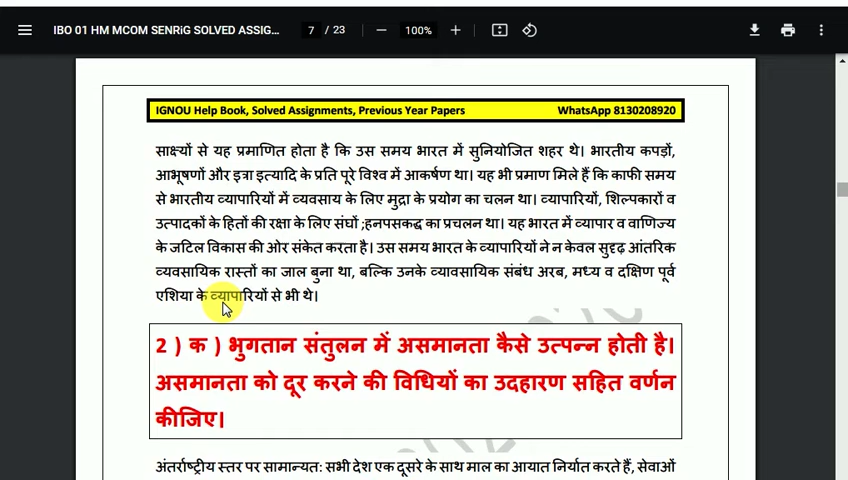 IBO 01 HM MCOM SENRiG SOLVED ASSIG...
7 / 23
100%
IGNOU Help Book, Solved Assignments, Previous Year Papers WhatsApp 8130208920
साक्ष्यों से यह प्रमाणित होता है कि उस समय भारत में सुनियोजित शहर थे। भारतीय कपड़ों,
आभूषणों और इत्रा इत्यादि के प्रति पूरे विश्व में आकर्षण था। यह भी प्रमाण मिले हैं कि काफी समय
से भारतीय व्यापारियों में व्यवसाय के लिए मुद्रा के प्रयोग का चलन था। व्यापारियों, शिल्पकारों व
उत्पादकों के हितों की रक्षा के लिए संघों ;हनपसकद्ध का प्रचलन था। यह भारत में व्यापार व वाणिज्य
के जटिल विकास की ओर संकेत करता है। उस समय भारत के व्यापारियों ने न केवल सुदृढ़ आंतरिक
व्यवसायिक रास्तों का जाल बुना था, बल्कि उनके व्यावसायिक संबंध अरब, मध्य व दक्षिण पूर्व
एशिया के व्यापारियों से भी थे।
2 ) क ) भुगतान संतुलन में असमानता कैसे उत्पन्न होती है।
असमानता को दूर करने की विधियों का उदहारण सहित वर्णन
कीजिए।
अंतर्राष्ट्रीय स्तर पर सामान्यत: सभी देश एक दूसरे के साथ माल का आयात निर्यात करते हैं, सेवाओं